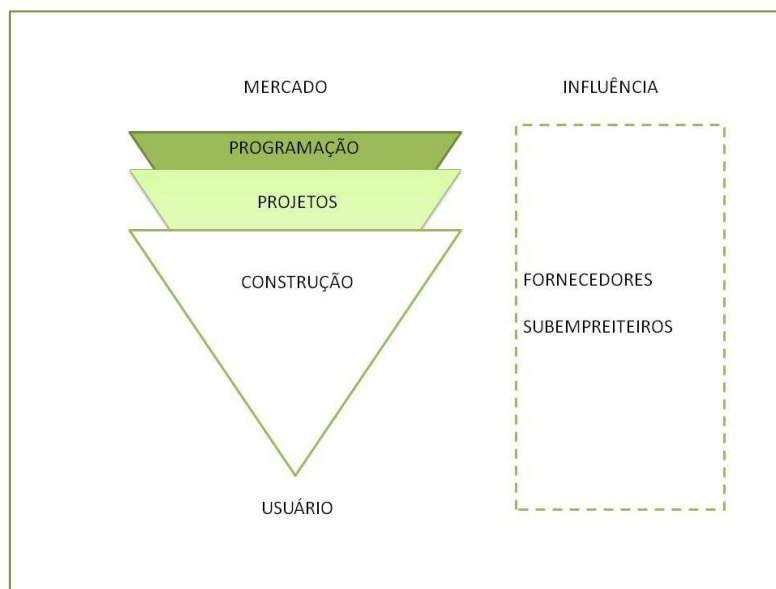 MERCADO
INFLUÊNCIA
PROGRAMAÇÃO
PROJETOS
CONSTRUÇÃO
FORNECEDORES
SUBEMPREITEIROS
USUÁRIO